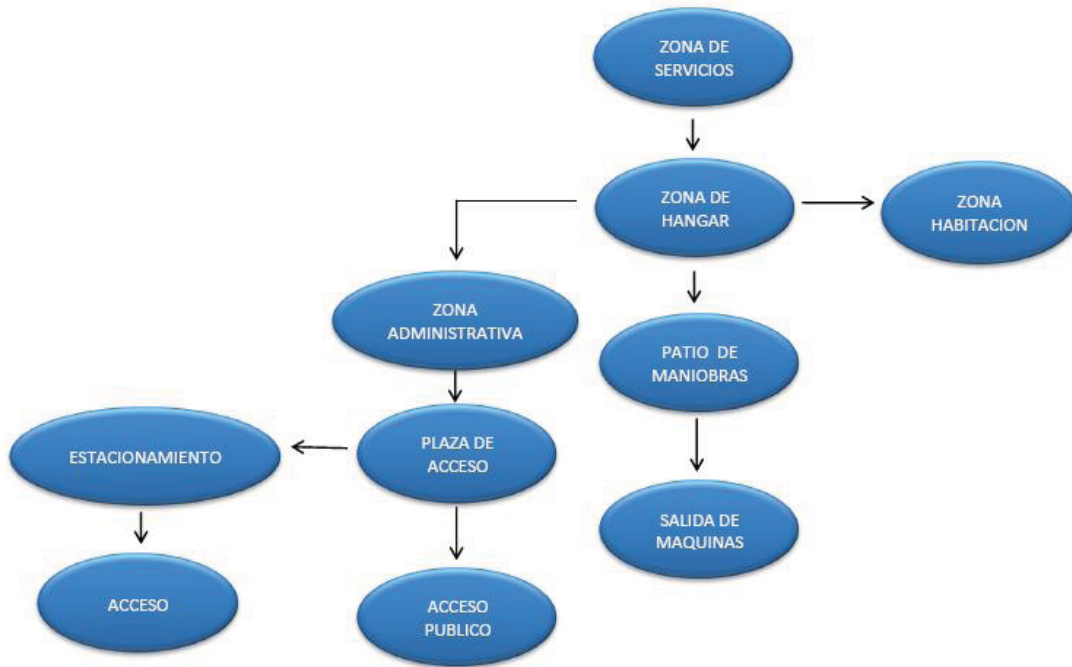 ZONA DE
SERVICIOS
ZONA DE
HANGAR
ZONA
HABITACION
ZONA
ADMINISTRATIVA
PATIO DE
MANIOBRAS
ESTACIONAMIENTO
PLAZA DE
ACCESO
SALIDA DE
MAQUINAS
ACCESO
ACCESO
PUBLICO